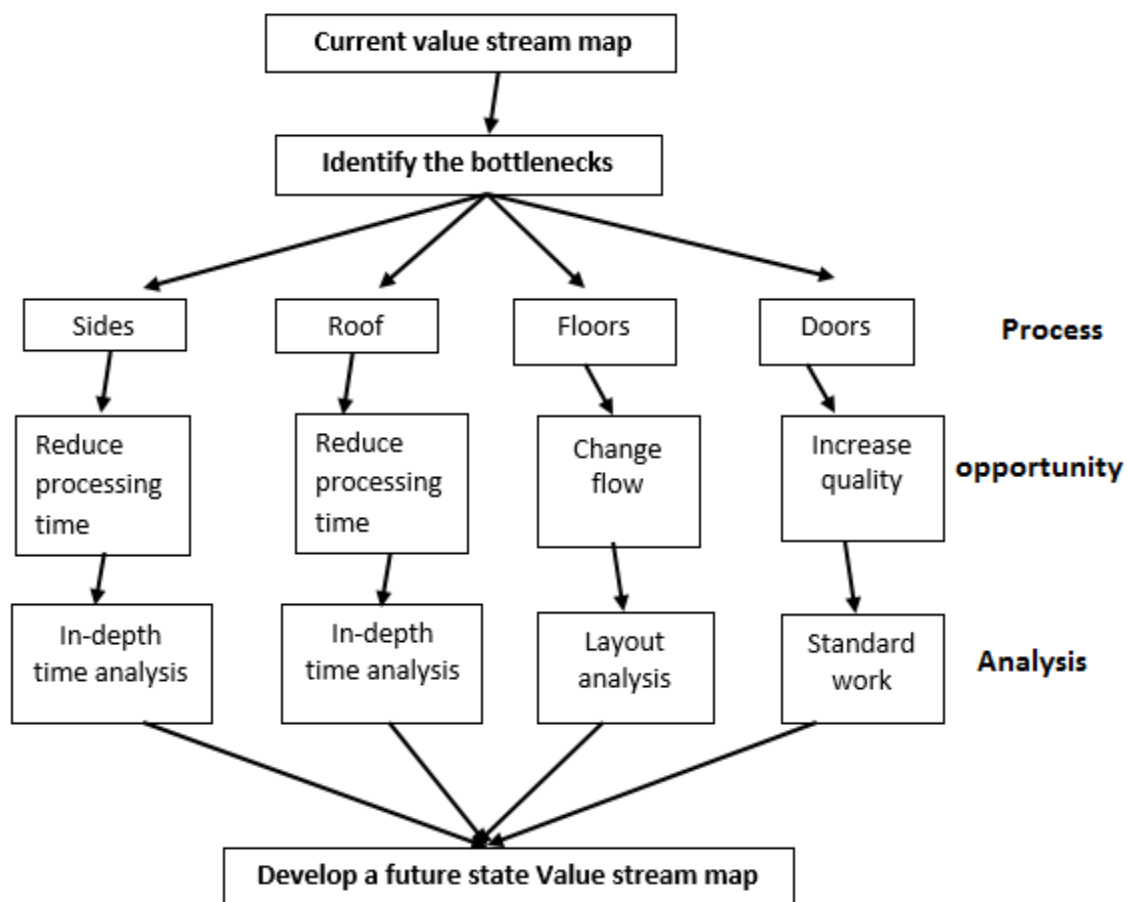 Current value stream map
Identify the bottlenecks
Sides
Roof
Floors
Doors
Process
Reduce
processing
time
Reduce
processing
time
Change
flow
Increase
quality
opportunity
In-depth
time analysis
In-depth
time analysis
Layout
analysis
Standard
work
Analysis
Develop a future state Value stream map